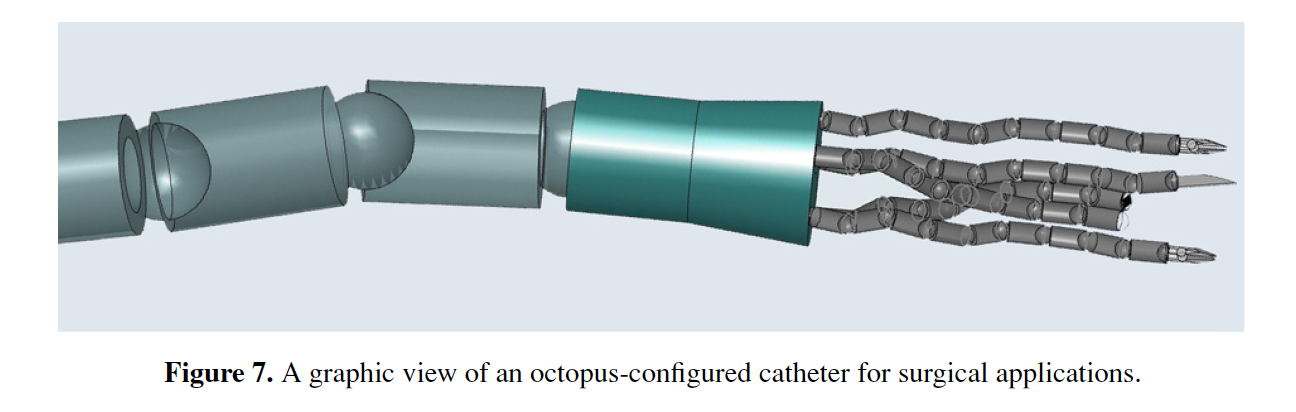 Figure 7. A graphic view of an octopus-configured catheter for surgical applications.